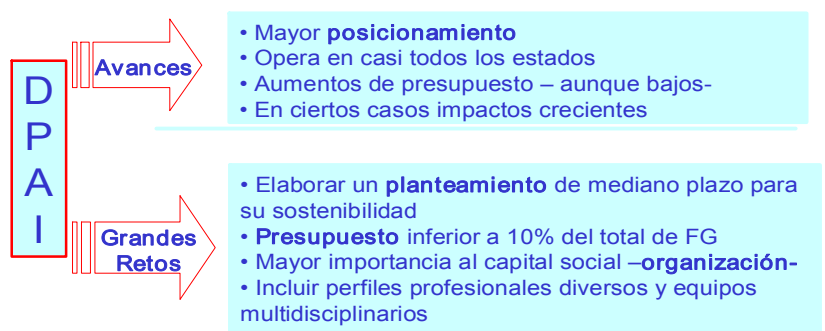 DPAI
Avances
• Mayor posicionamiento
• Opera en casi todos los estados
• Aumentos de presupuesto – aunque bajos-
• En ciertos casos impactos crecientes
Grandes
Retos
• Elaborar un planteamiento de mediano plazo para
su sostenibilidad
• Presupuesto inferior a 10% del total de FG
• Mayor importancia al capital social –organización-
• Incluir perfiles profesionales diversos y equipos
multidisciplinarios